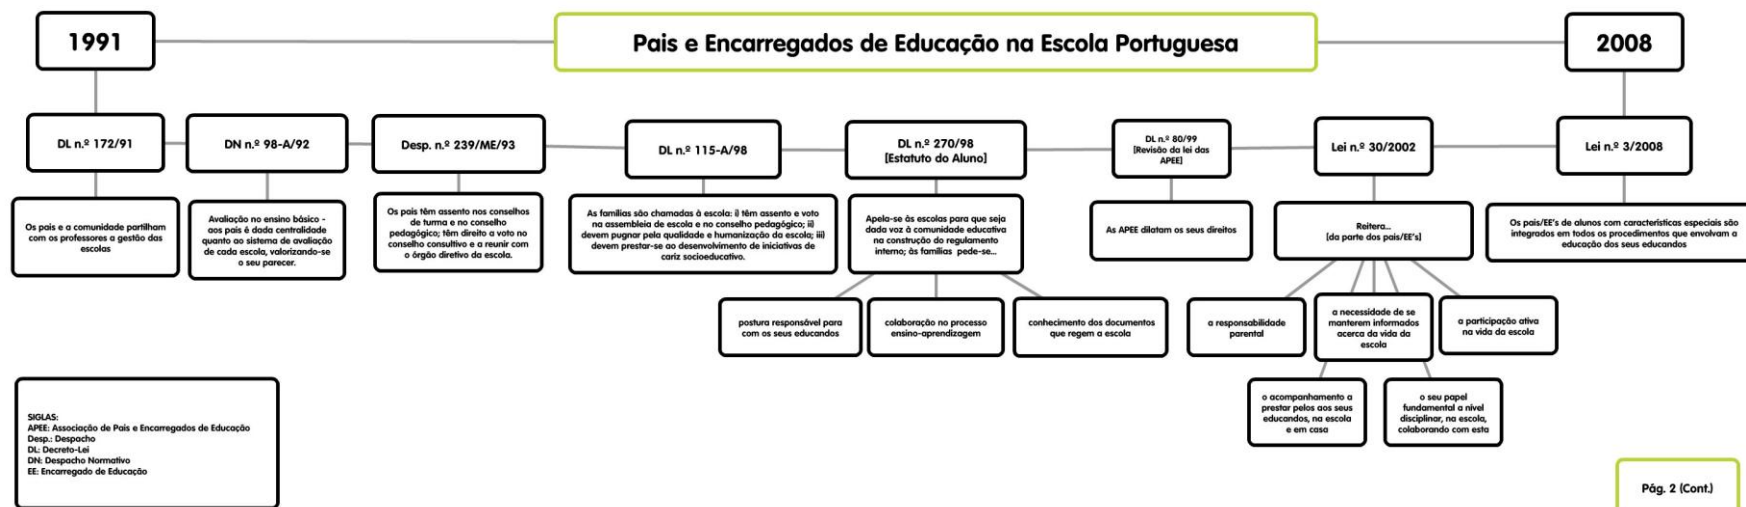 1991
Pais e Encarregados de Educação na Escola Portuguesa
2008
DL n.º 172/91
DN n.º 98-A/92
Desp. n.º 239/ME/93
DL n.º 115-A/98
DL n.º 270/98
[Estatuto do Aluno]
DL n.º 80/99
[Revisão da lei das
APEE]
Lei n.º 30/2002
Lei n.º 3/2008
Os pais e a comunidade partilham
com os professores a gestão das
escolas
Avaliação no ensino básico -
aos pais é dada centralidade
quanto ao sistema de avaliação
de cada escola, valorizando-se
o seu parecer.
Os pais têm assento nos conselhos
de turma e no conselho
pedagógico; têm direito a voto no
conselho consultivo e a reunir com
o órgão diretivo da escola.
As famílias são chamadas à escola: i) têm assento e voto
na assembleia de escola e no conselho pedagógico; ii)
devem pugnar pela qualidade e humanização da escola; iii)
devem prestar-se ao desenvolvimento de iniciativas de
cariz socioeducativo.
Apela-se às escolas para que seja
dada voz à comunidade educativa
na construção do regulamento
interno; às famílias pede-se...
As APEE dilatam os seus direitos
Reitera...
[da parte dos pais/EE's]
Os pais/EE's de alunos com características especiais são
integrados em todos os procedimentos que envolvam a
educação dos seus educandos
postura responsável para
com os seus educandos
colaboração no processo
ensino-aprendizagem
conhecimento dos documentos
que regem a escola
a responsabilidade
parental
a necessidade de se
manterem informados
acerca da vida da
escola
a participação ativa
na vida da escola
o acompanhamento a
prestar pelos aos seus
educandos, na escola
e em casa
o seu papel
fundamental a nível
disciplinar, na escola,
colaborando com esta
SIGLAS:
APEE: Associação de Pais e Encarregados de Educação
Desp.: Despacho
DL: Decreto-Lei
DN: Despacho Normativo
EE: Encarregado de Educação
Pág. 2 (Cont.)